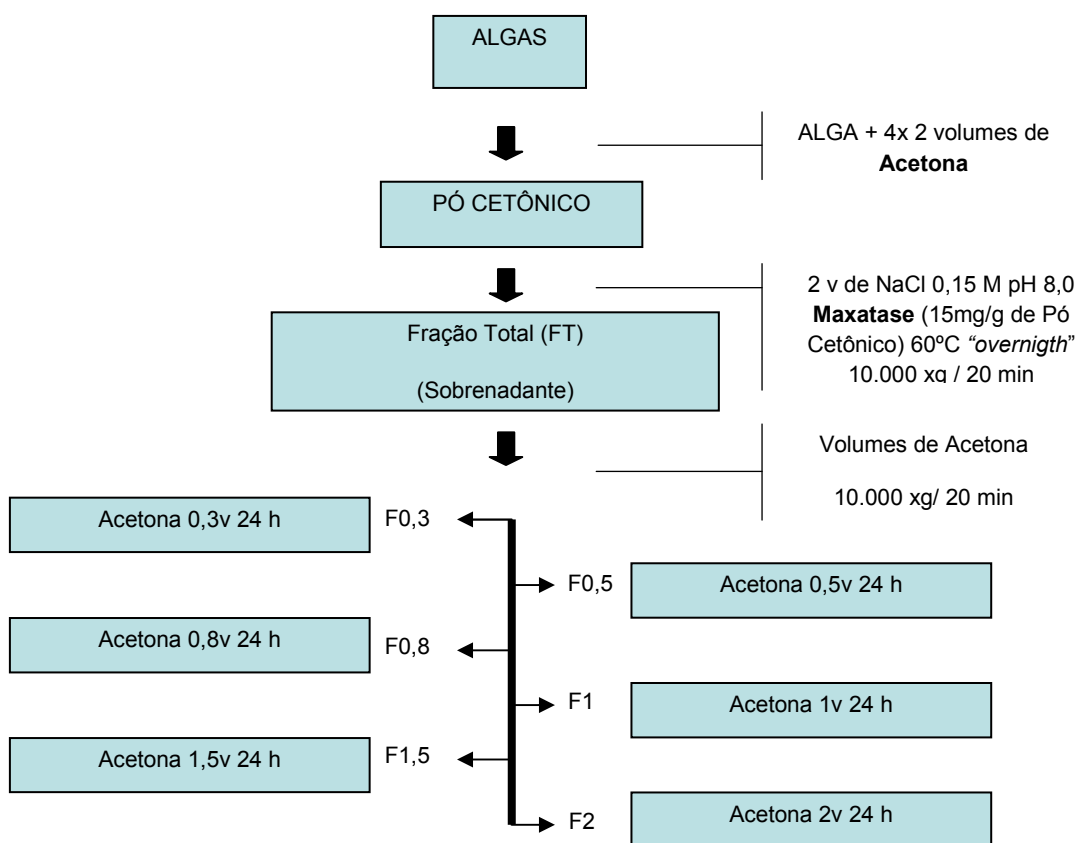 ALGAS
ALGA + 4x 2 volumes de
Acetona
PÓ CETÔNICO
2 v de NaCl 0,15 M pH 8,0
Maxatase (15mg/g de Pó
Cetônico) 60ºC “overnigth”
10.000 xg / 20 min
Fração Total (FT)
(Sobrenadante)
Volumes de Acetona
10.000 xg/ 20 min
Acetona 0,3v 24 h
F0,3
F0,5
Acetona 0,5v 24 h
Acetona 0,8v 24 h
F0,8
F1
Acetona 1v 24 h
Acetona 1,5v 24 h
F1,5
F2
Acetona 2v 24 h